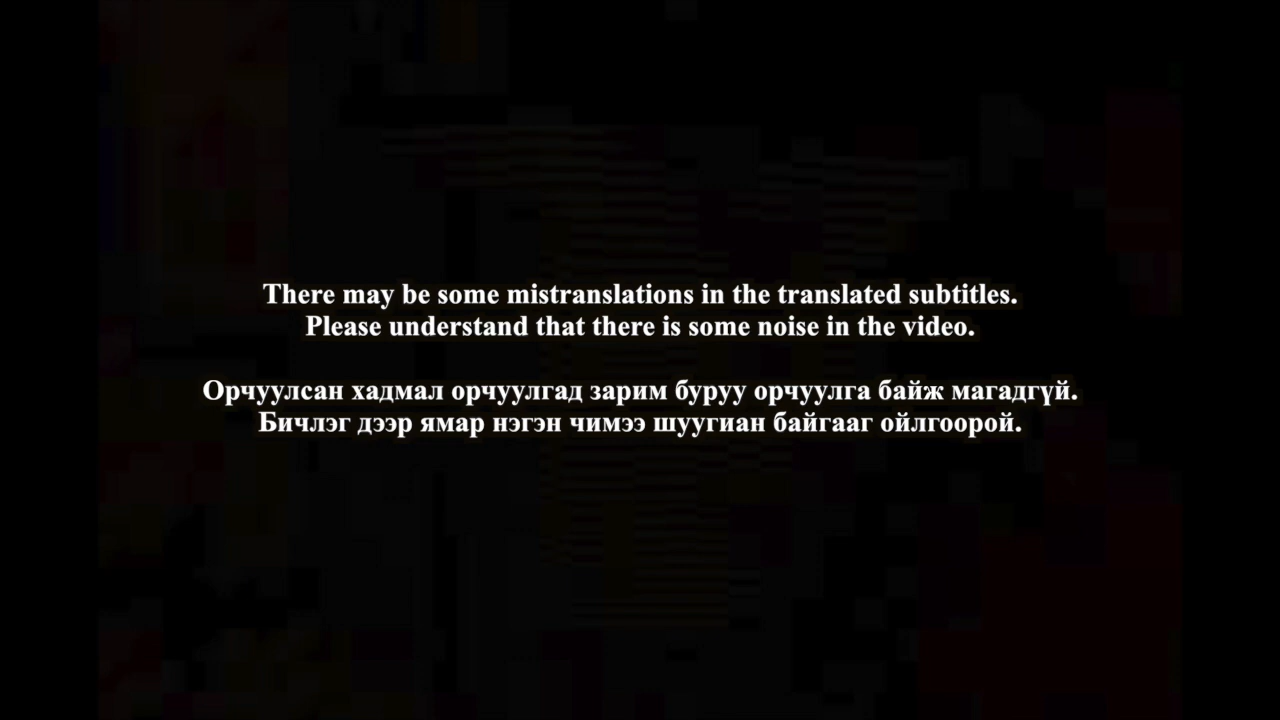 There may be some mistranslations in the translated subtitles.
Please understand that there is some noise in the video.
Орчуулсан хадмал орчуулгад зарим буруу орчуулга байж магадгүй.
Бичлэг дээр ямар нэгэн чимээ шуугиан байгааг ойлгоорой.